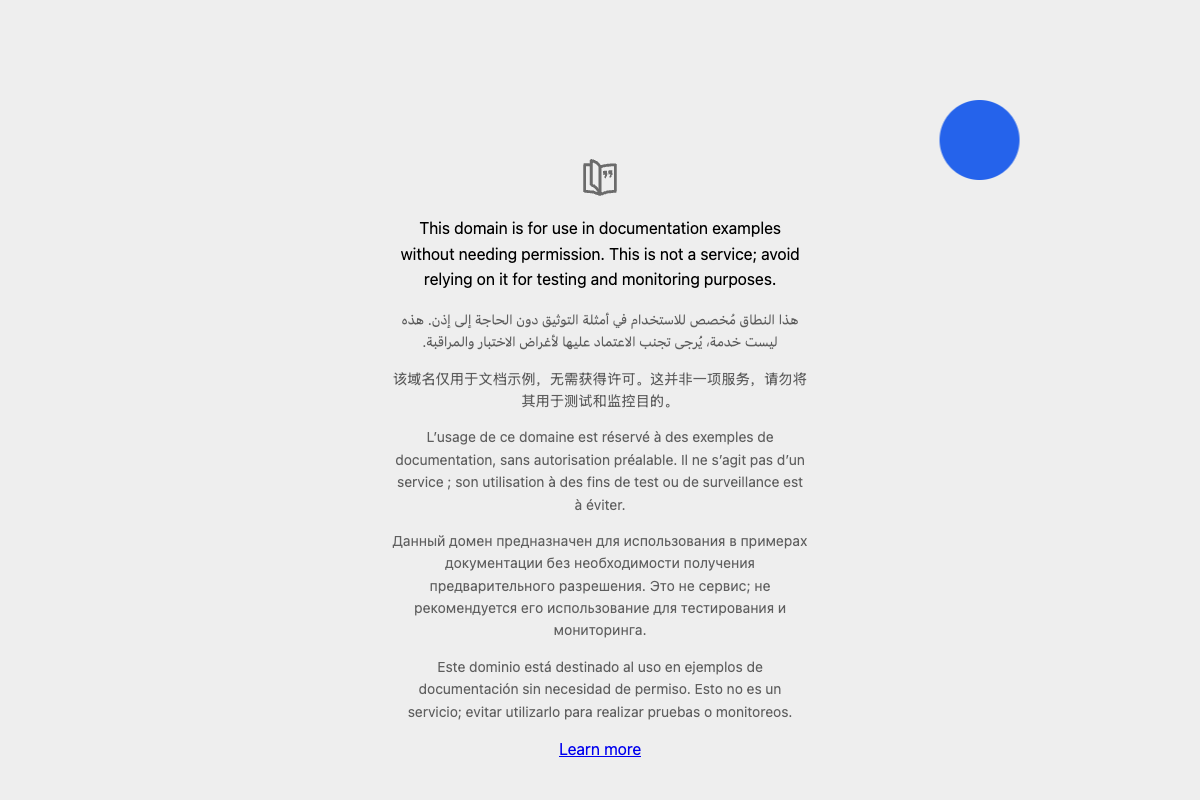 This domain is for use in documentation examples
without needing permission. This is not a service; avoid
relying on it for testing and monitoring purposes.
هذا النطاق مُخصص للاستخدام في أمثلة التوثيق دون الحاجة إلى إذن. هذه
ليست خدمة، يُرجى تجنب الاعتماد عليها لأغراض الاختبار والمراقبة.
该域名仅用于文档示例，无需获得许可。这并非一项服务，请勿将
其用于测试和监控目的。
L’usage de ce domaine est réservé à des exemples de
documentation, sans autorisation préalable. Il ne s’agit pas d’un
service ; son utilisation à des fins de test ou de surveillance est
à éviter.
Данный домен предназначен для использования в примерах
документации без необходимости получения
предварительного разрешения. Это не сервис; не
рекомендуется его использование для тестирования и
мониторинга.
Este dominio está destinado al uso en ejemplos de
documentación sin necesidad de permiso. Esto no es un
servicio; evitar utilizarlo para realizar pruebas o monitoreos.
Learn more